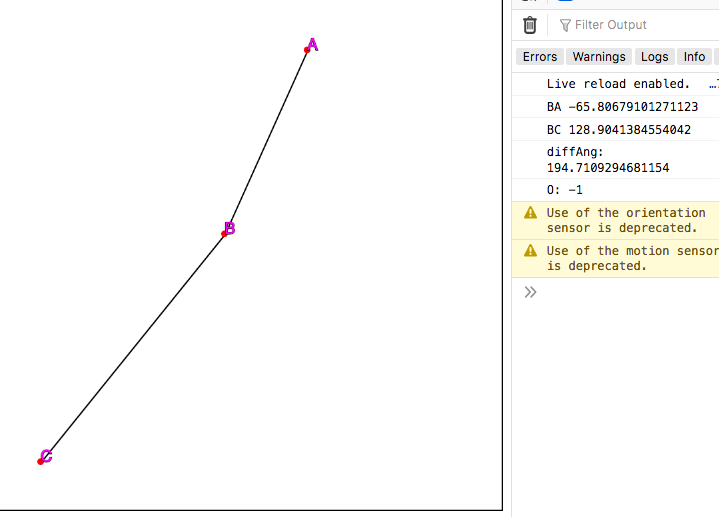 A
B
C
Filter Output
Errors Warnings Logs Info
Live reload enabled.
BA -65.80679101271123
BC 128.9041384554042
diffAng:
194.7109294681154
O: -1
Use of the orientation
sensor is deprecated.
Use of the motion sensor
is deprecated.